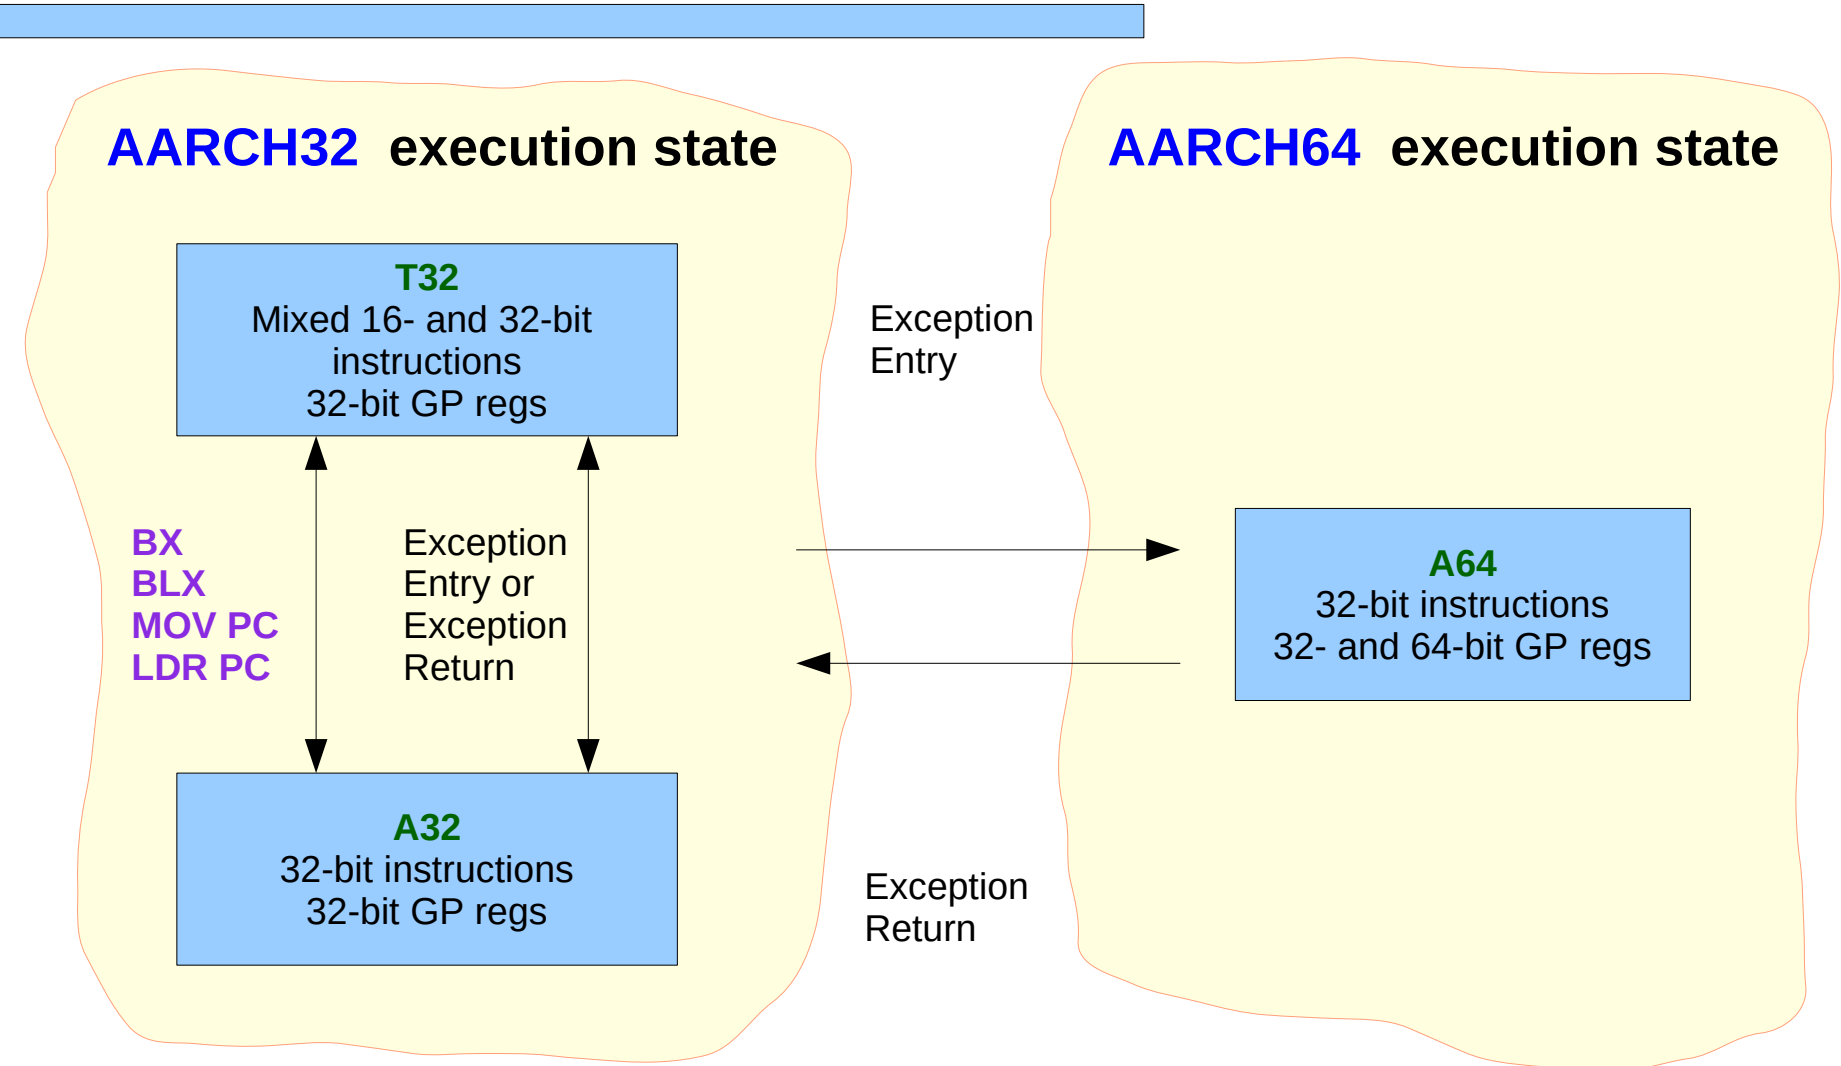 AARCH32 execution state
T32
Mixed 16- and 32-bit
instructions
32-bit GP regs
BX
BLX
MOV PC
LDR PC
Exception
Entry or
Exception
Return
A32
32-bit instructions
32-bit GP regs
Exception
Entry
Exception
Return
AARCH64 execution state
A64
32-bit instructions
32- and 64-bit GP regs